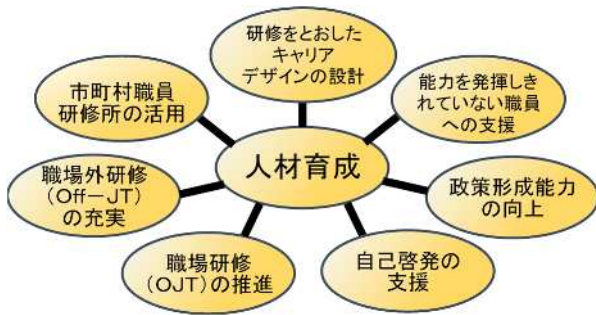 研修をとおした
キャリア
デザインの設計
能力を発揮しき
れていない職員
への支援
政策形成能力
の向上
自己啓発の
支援
職場研修
(OJT)の推進
職場外研修
(Off-JT)
の充実
市町村職員
研修所の活用
人材育成